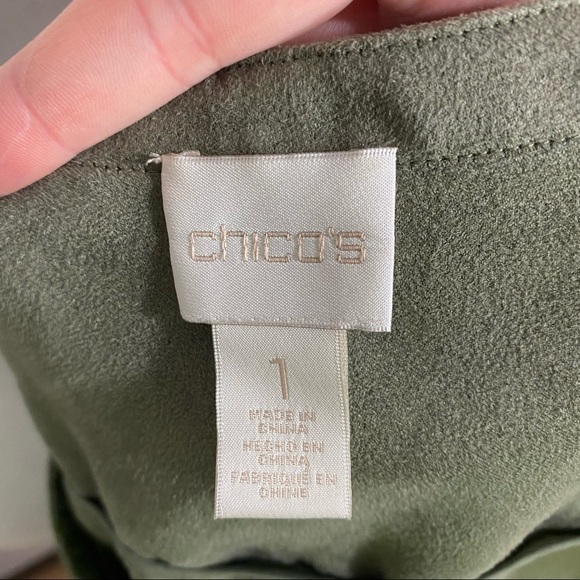 chico's
1
MADE IN
CHINA
HECHO EN
CHINA
FABRIQUÉ EN
CHINE